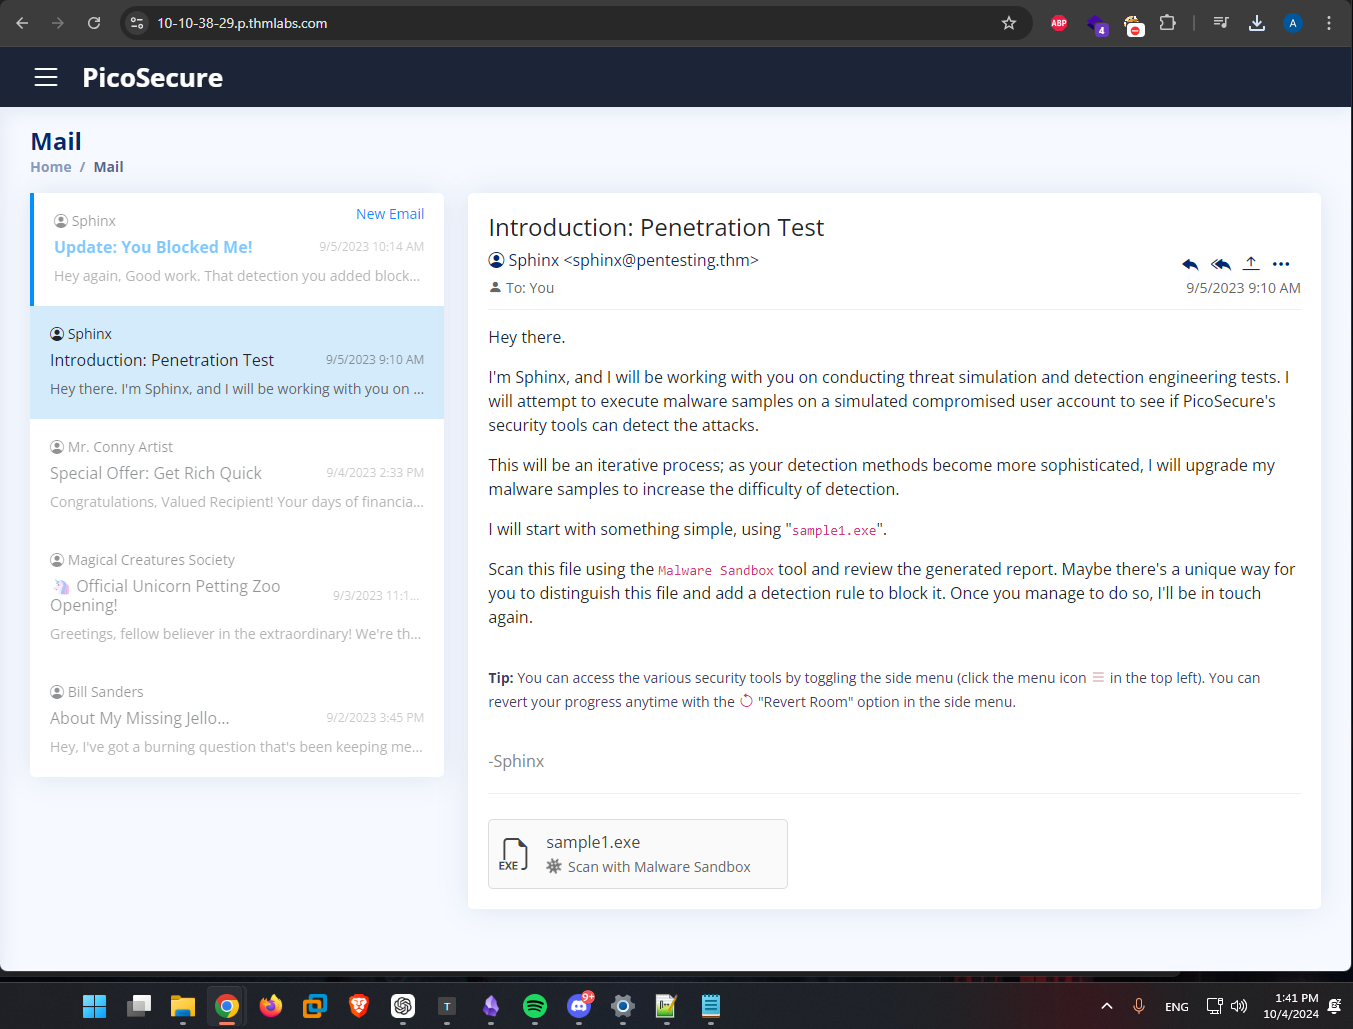 10-10-38-29.p.thmlabs.com
ABP
4
A
PicoSecure
Mail
Home / Mail
Sphinx
New Email
Update: You Blocked Me!
9/5/2023 10:14 AM
Hey again, Good work. That detection you added block...
Sphinx
Introduction: Penetration Test
9/5/2023 9:10 AM
Hey there. I'm Sphinx, and I will be working with you on ...
Mr. Conny Artist
Special Offer: Get Rich Quick
9/4/2023 2:33 PM
Congratulations, Valued Recipient! Your days of financia...
Magical Creatures Society
🦄 Official Unicorn Petting Zoo
Opening!
9/3/2023 11:1...
Greetings, fellow believer in the extraordinary! We're th...
Bill Sanders
About My Missing Jello...
9/2/2023 3:45 PM
Hey, I've got a burning question that's been keeping me...
Introduction: Penetration Test
Sphinx <sphinx@pentesting.thm>
To: You
9/5/2023 9:10 AM
Hey there.
I'm Sphinx, and I will be working with you on conducting threat simulation and detection engineering tests. I
will attempt to execute malware samples on a simulated compromised user account to see if PicoSecure's
security tools can detect the attacks.
This will be an iterative process; as your detection methods become more sophisticated, I will upgrade my
malware samples to increase the difficulty of detection.
I will start with something simple, using "sample1.exe".
Scan this file using the Malware Sandbox tool and review the generated report. Maybe there's a unique way for
you to distinguish this file and add a detection rule to block it. Once you manage to do so, I'll be in touch
again.
Tip: You can access the various security tools by toggling the side menu (click the menu icon ☰ in the top left). You can
revert your progress anytime with the "Revert Room" option in the side menu.
-Sphinx
EXE
sample1.exe
Scan with Malware Sandbox
T
9+
ENG
1:41 PM
10/4/2024